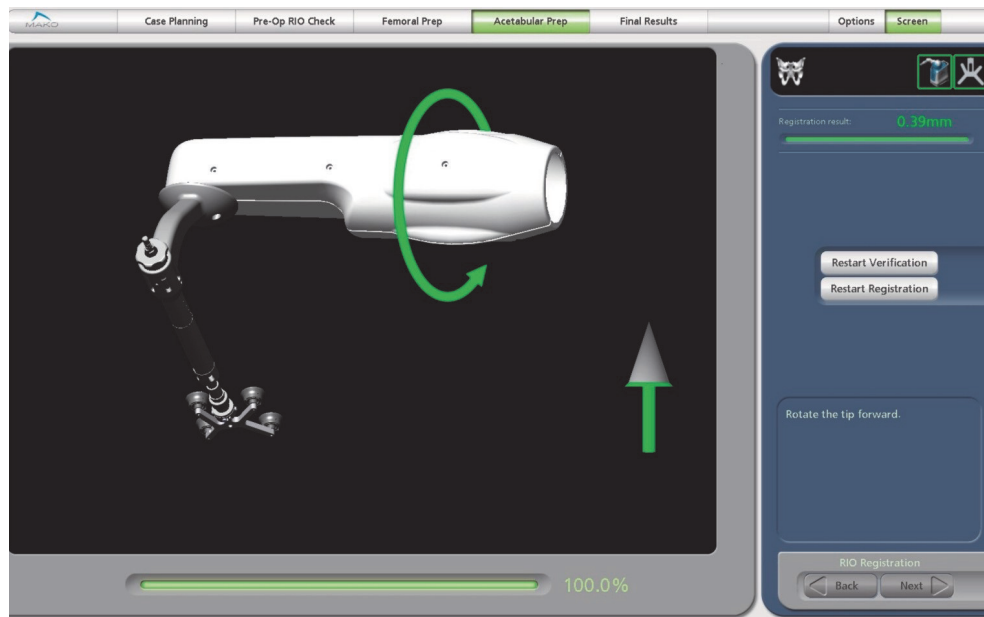 MAKO
Case Planning
Pre-Op RIO Check
Femoral Prep
Acetabular Prep
Final Results
Options
Screen
Registration result:
0.39mm
Restart Verification
Restart Registration
Rotate the tip forward.
100.0%
RIO Registration
Back
Next